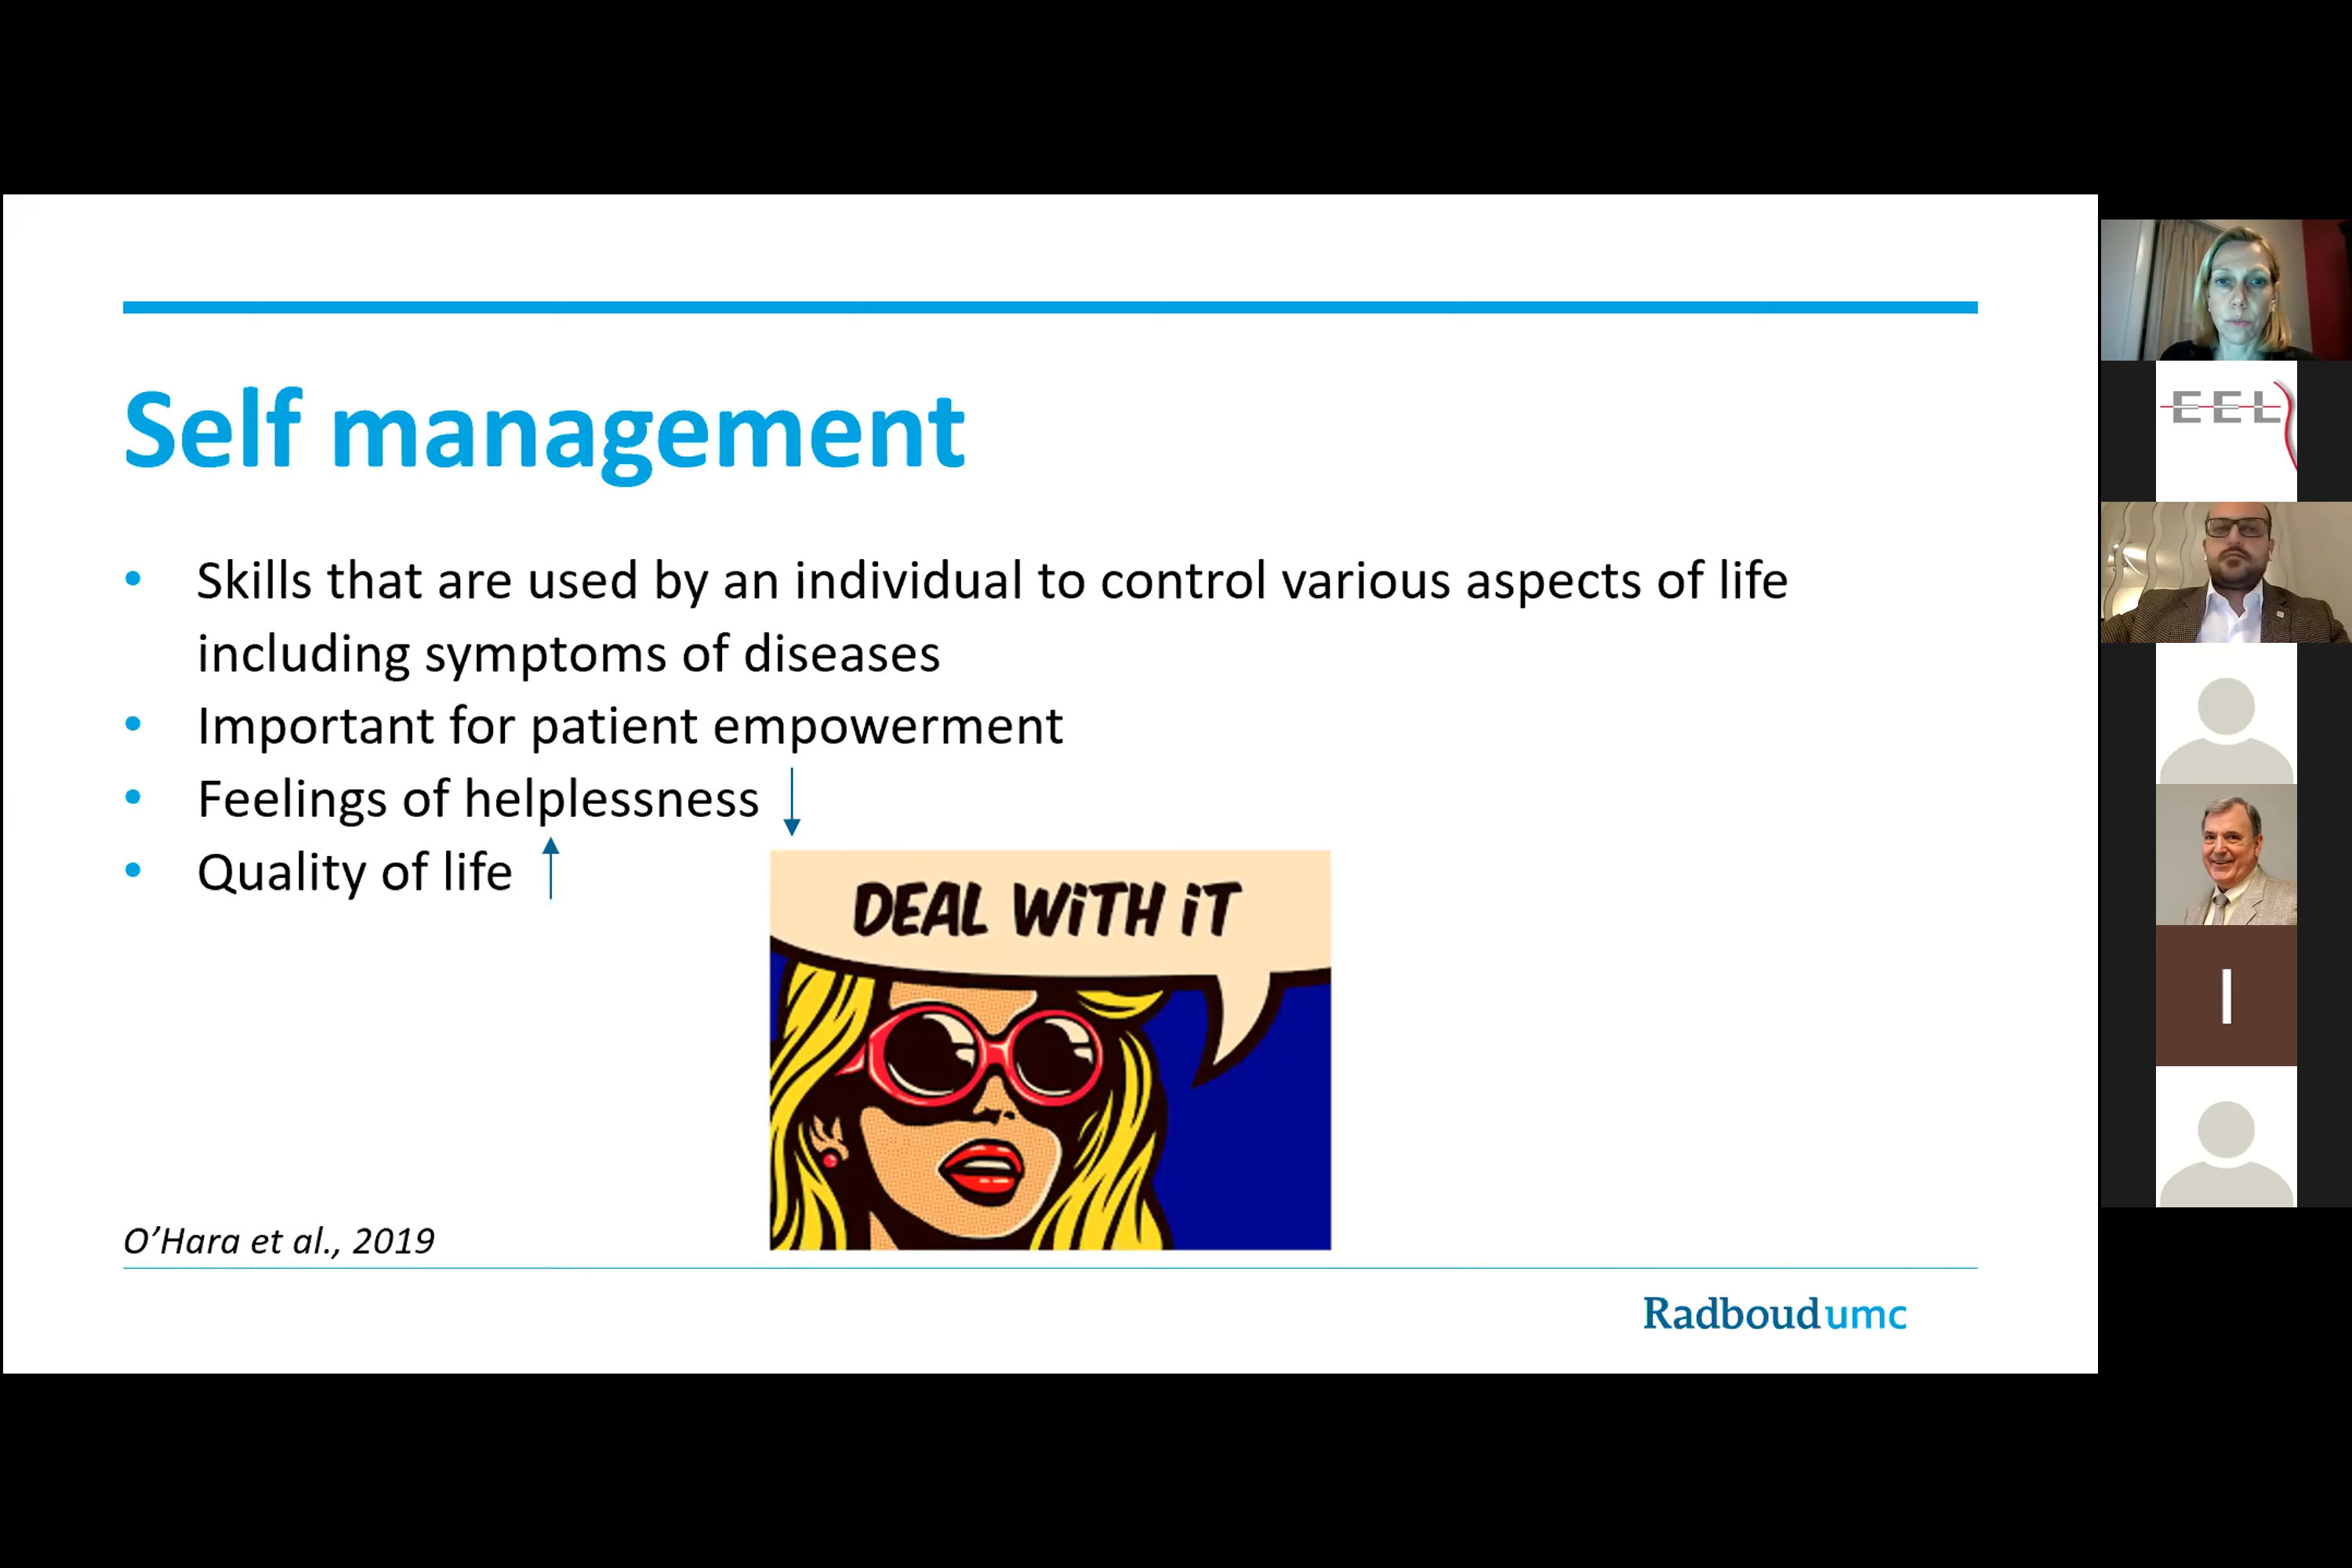 Self management
• Skills that are used by an individual to control various aspects of life
including symptoms of diseases
• Important for patient empowerment
• Feelings of helplessness ↓
• Quality of life ↑
DEAL WiTH iT
O’Hara et al., 2019
Radboudumc
EEL
I